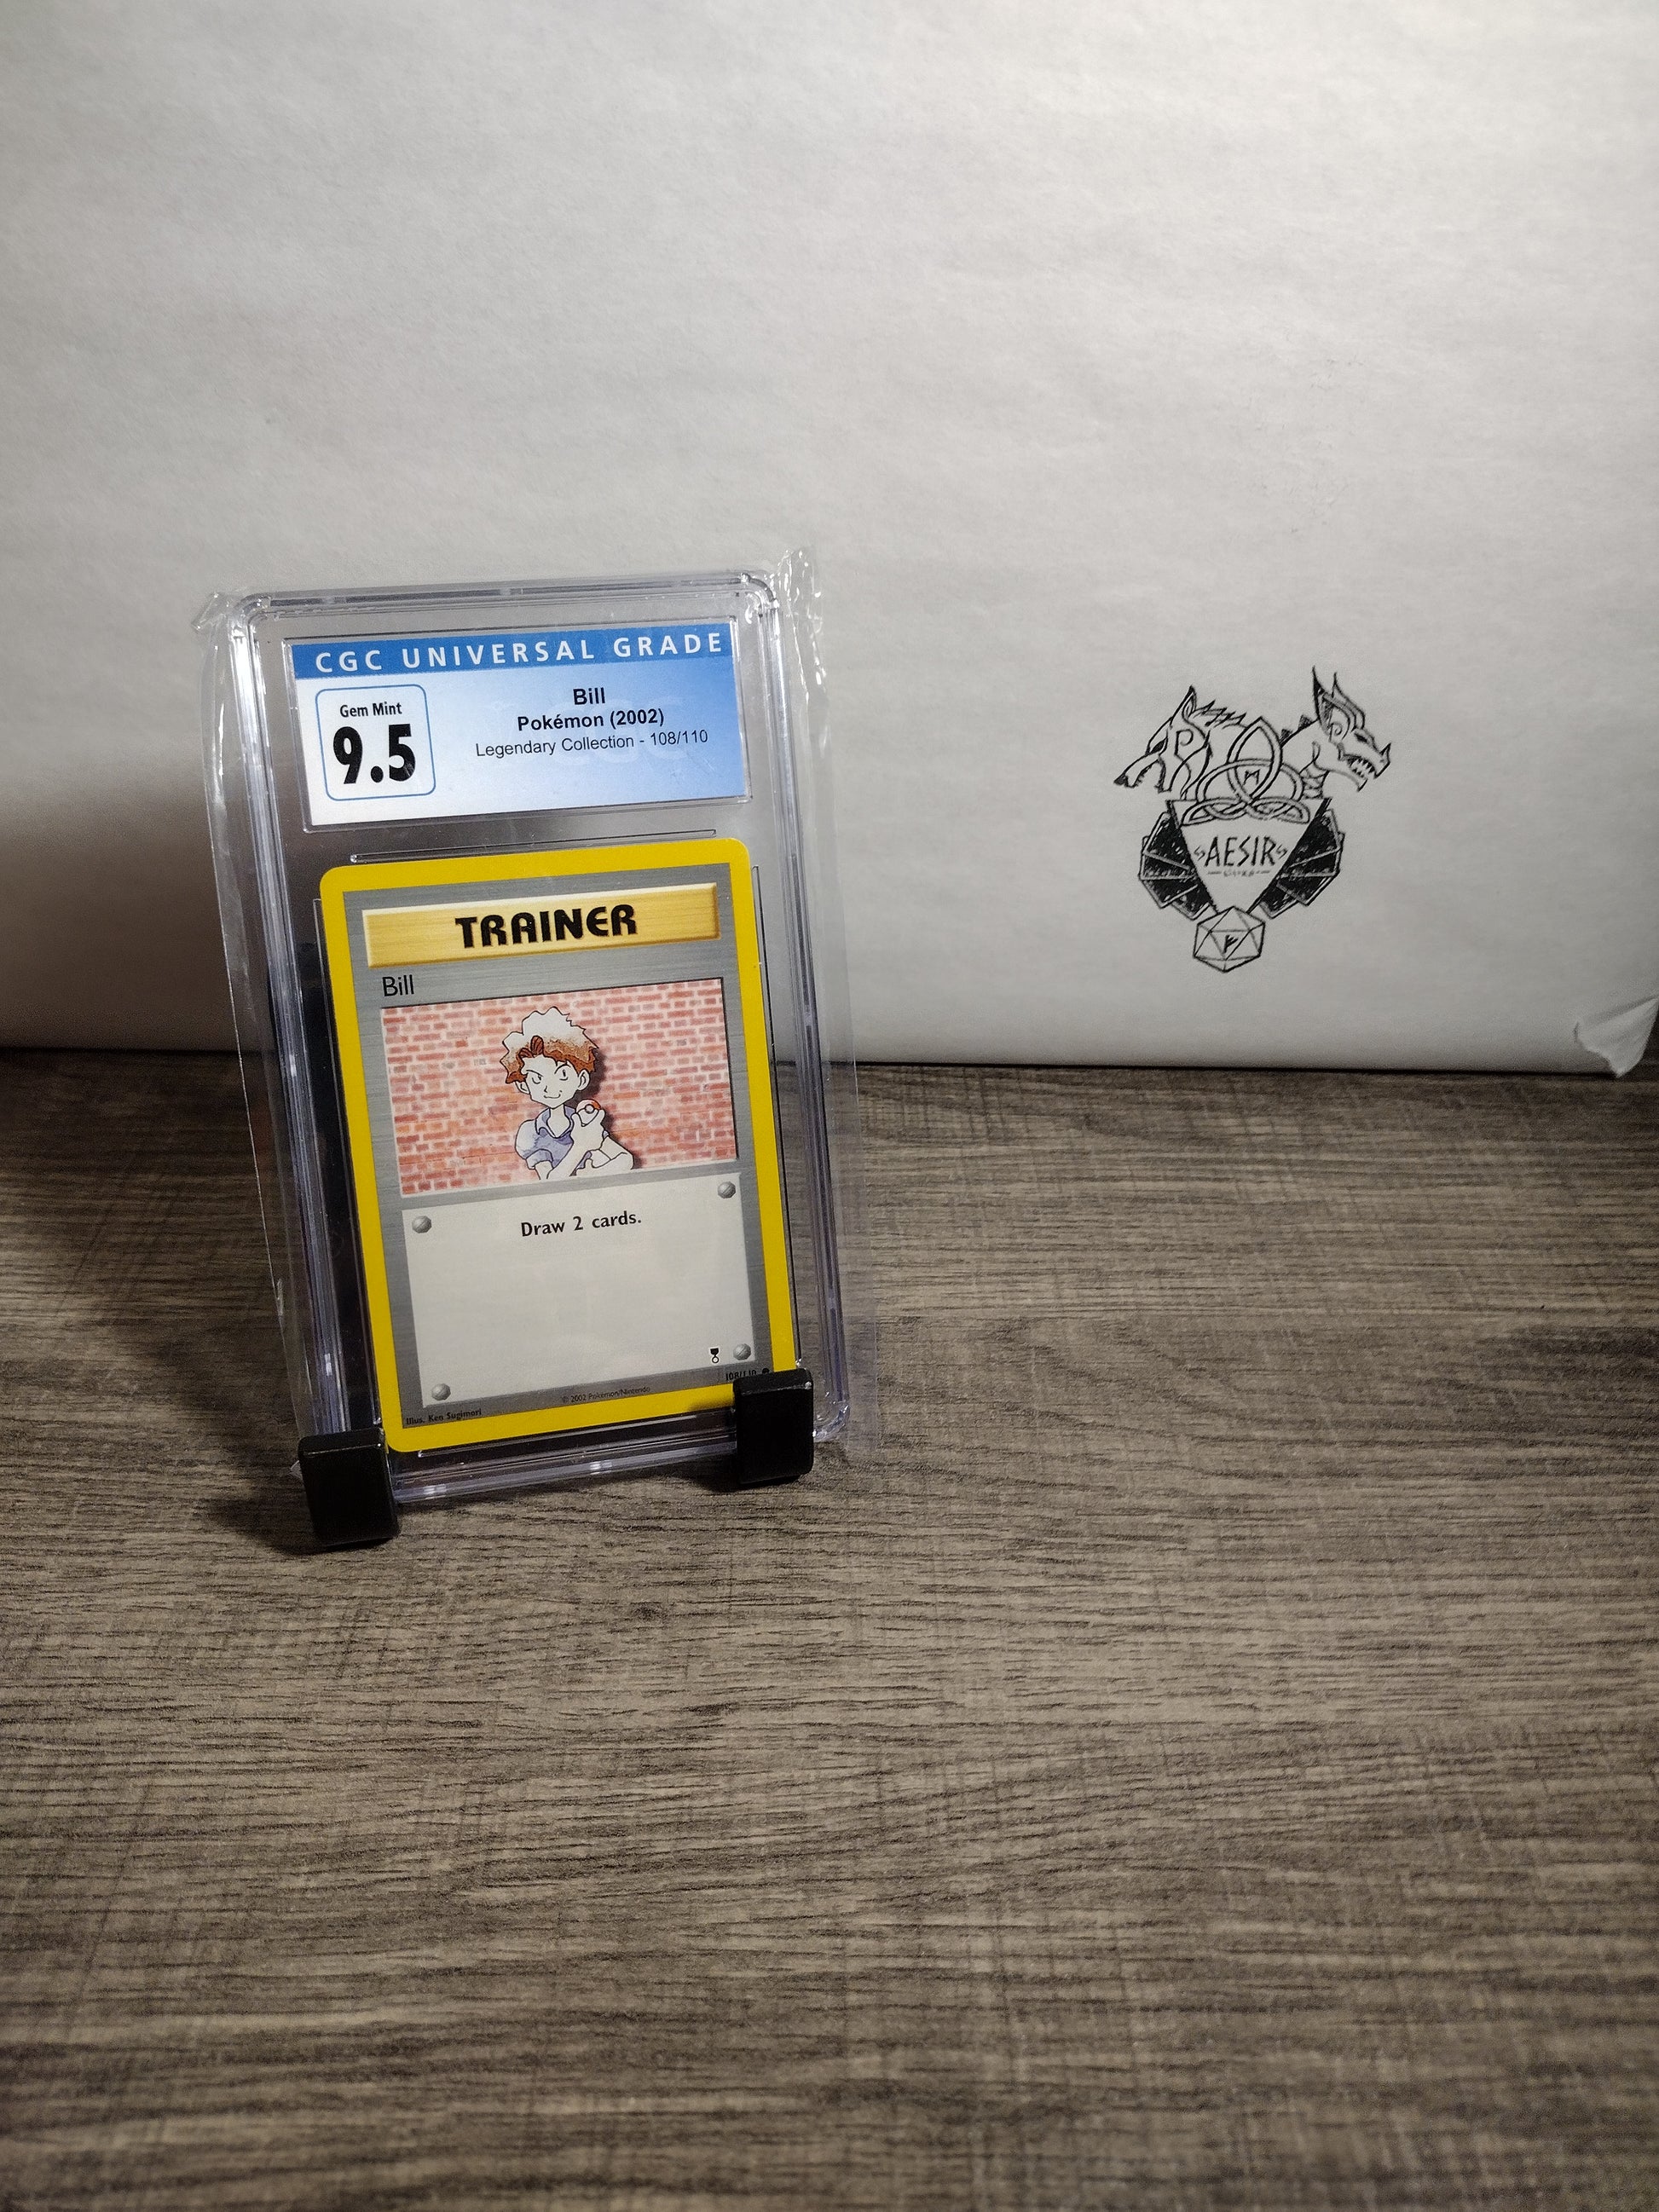 CGC UNIVERSAL GRADE
Gem Mint
9.5
Bill
Pokémon (2002)
Legendary Collection - 108/110
TRAINER
Bill
Draw 2 cards.
108/110
© 2002 Pokémon/Nintendo
Illus. Ken Sugimori
AESIR